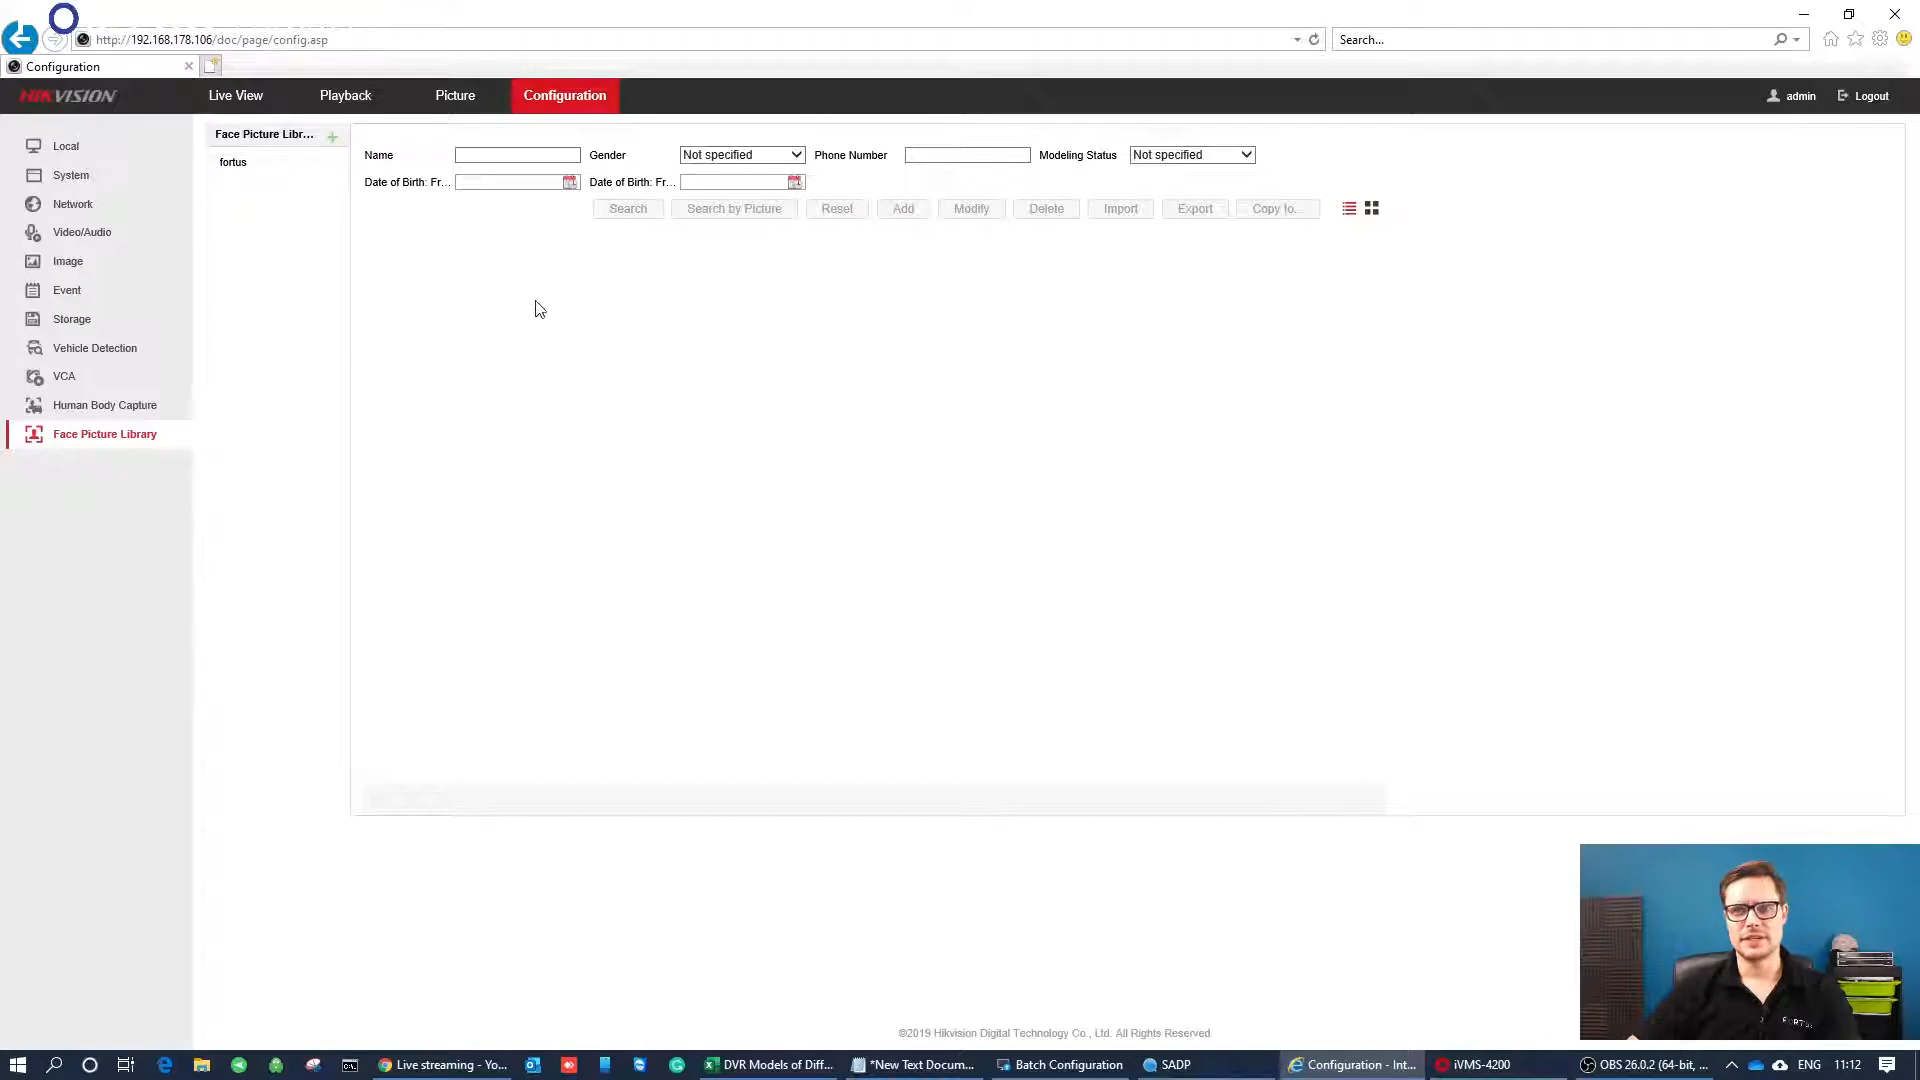 http://192.168.178.106/doc/page/config.asp
Search...
Configuration
HIKVISION
Live View
Playback
Picture
Configuration
admin
Logout
Local
System
Network
Video/Audio
Image
Event
Storage
Vehicle Detection
VCA
Human Body Capture
Face Picture Library
Face Picture Libr...
fortus
Name
Gender
Not specified
Phone Number
Modeling Status
Not specified
Date of Birth: Fr...
Date of Birth: Fr...
Search
Search by Picture
Reset
Add
Modify
Delete
Import
Export
Copy to...
FORTUS
©2019 Hikvision Digital Technology Co., Ltd. All Rights Reserved.
Live streaming - Yo...
DVR Models of Diff...
*New Text Docum...
Batch Configuration
SADP
Configuration - Int...
iVMS-4200
OBS 26.0.2 (64-bit, ...
ENG
11:12